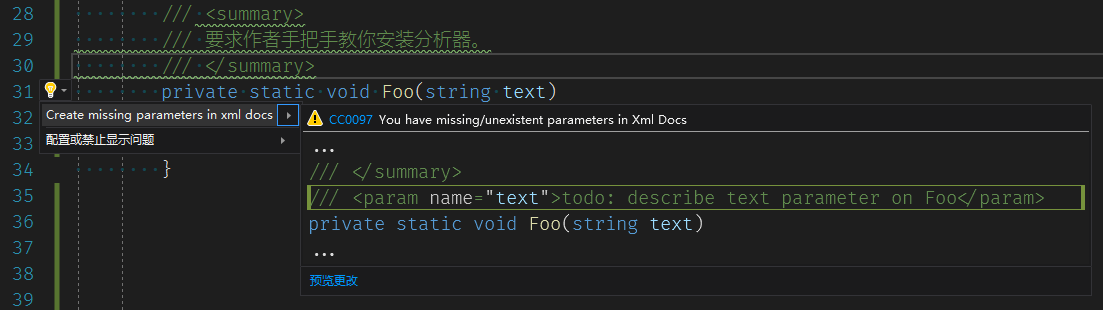 28 /// <summary>
29 /// 要求作者手把手教你安装分析器。
30 /// </summary>
31 private static void Foo(string text)
32 Create missing parameters in xml docs
33 配置或禁止显示问题
34 }
35
36
37
38
39
CC0097 You have missing/unexistent parameters in Xml Docs
...
/// </summary>
/// <param name="text">todo: describe text parameter on Foo</param>
private static void Foo(string text)
...
预览更改